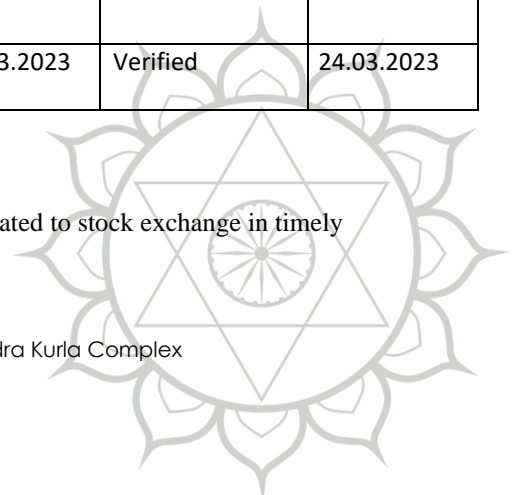 3.2023 Verified 24.03.2023
ated to stock exchange in timely
dra Kurla Complex